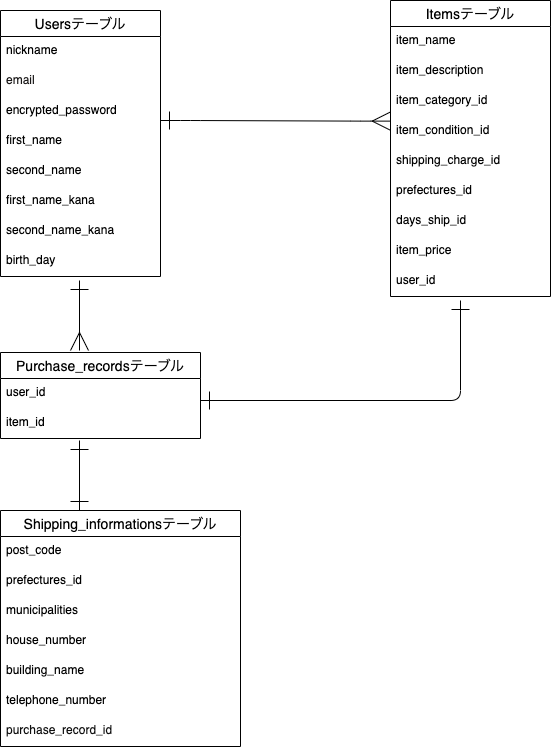 Usersテーブル
nickname
email
encrypted_password
first_name
second_name
first_name_kana
second_name_kana
birth_day
Itemsテーブル
item_name
item_description
item_category_id
item_condition_id
shipping_charge_id
prefectures_id
days_ship_id
item_price
user_id
Purchase_recordsテーブル
user_id
item_id
Shipping_informationsテーブル
post_code
prefectures_id
municipalities
house_number
building_name
telephone_number
purchase_record_id